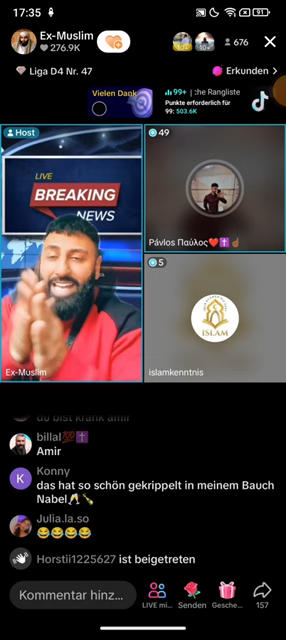 17:35
91
Ex-Muslim
276.9K
676
Liga D4 Nr. 47
Erkunden
Vielen Dank
99+ | :he Rangliste
Punkte erforderlich für
99: 503.6K
Host
49
LIVE
BREAKING
NEWS
Pávlos Παύλος❤️✝️☝🏾
5
iSLAM
Ex-Muslim
islamkenntnis
du bist krank amir
billal💯✝️
Amir
K
Konny
das hat so schön gekrippelt in meinem Bauch
Nabel🥂🍾
Julia.la.so
😂😂😂😂
Horstii1225627 ist beigetreten
Kommentar hinz...
LIVE mi...
Senden
Gesche...
157